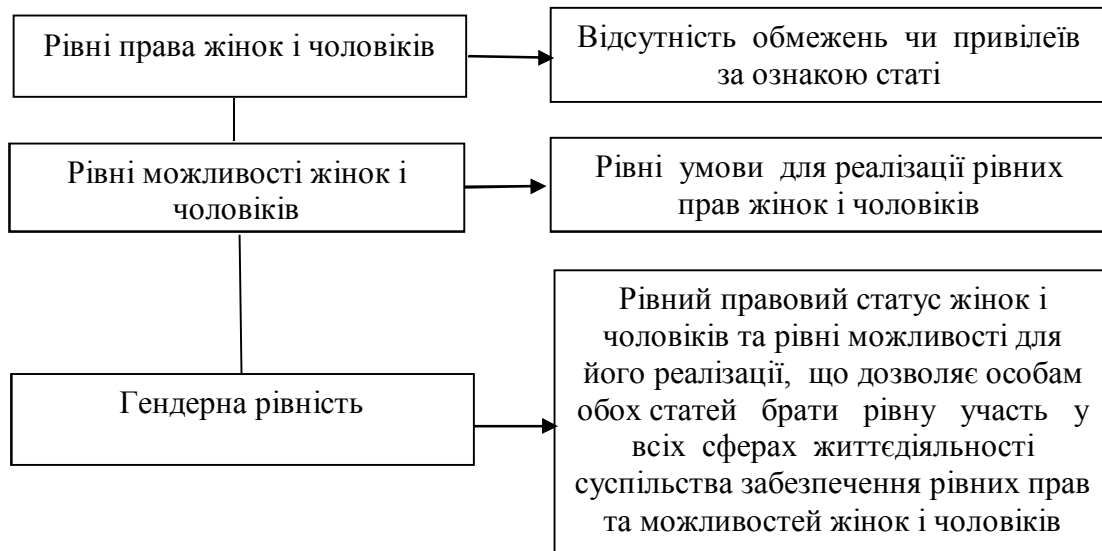 Рівні права жінок і чоловіків
Відсутність обмежень чи привілеїв
за ознакою статі
Рівні можливості жінок і
чоловіків
Рівні умови для реалізації рівних
прав жінок і чоловіків
Гендерна рівність
Рівний правовий статус жінок і
чоловіків та рівні можливості для
його реалізації, що дозволяє особам
обох статей брати рівну участь у
всіх сферах життєдіяльності
суспільства забезпечення рівних прав
та можливостей жінок і чоловіків